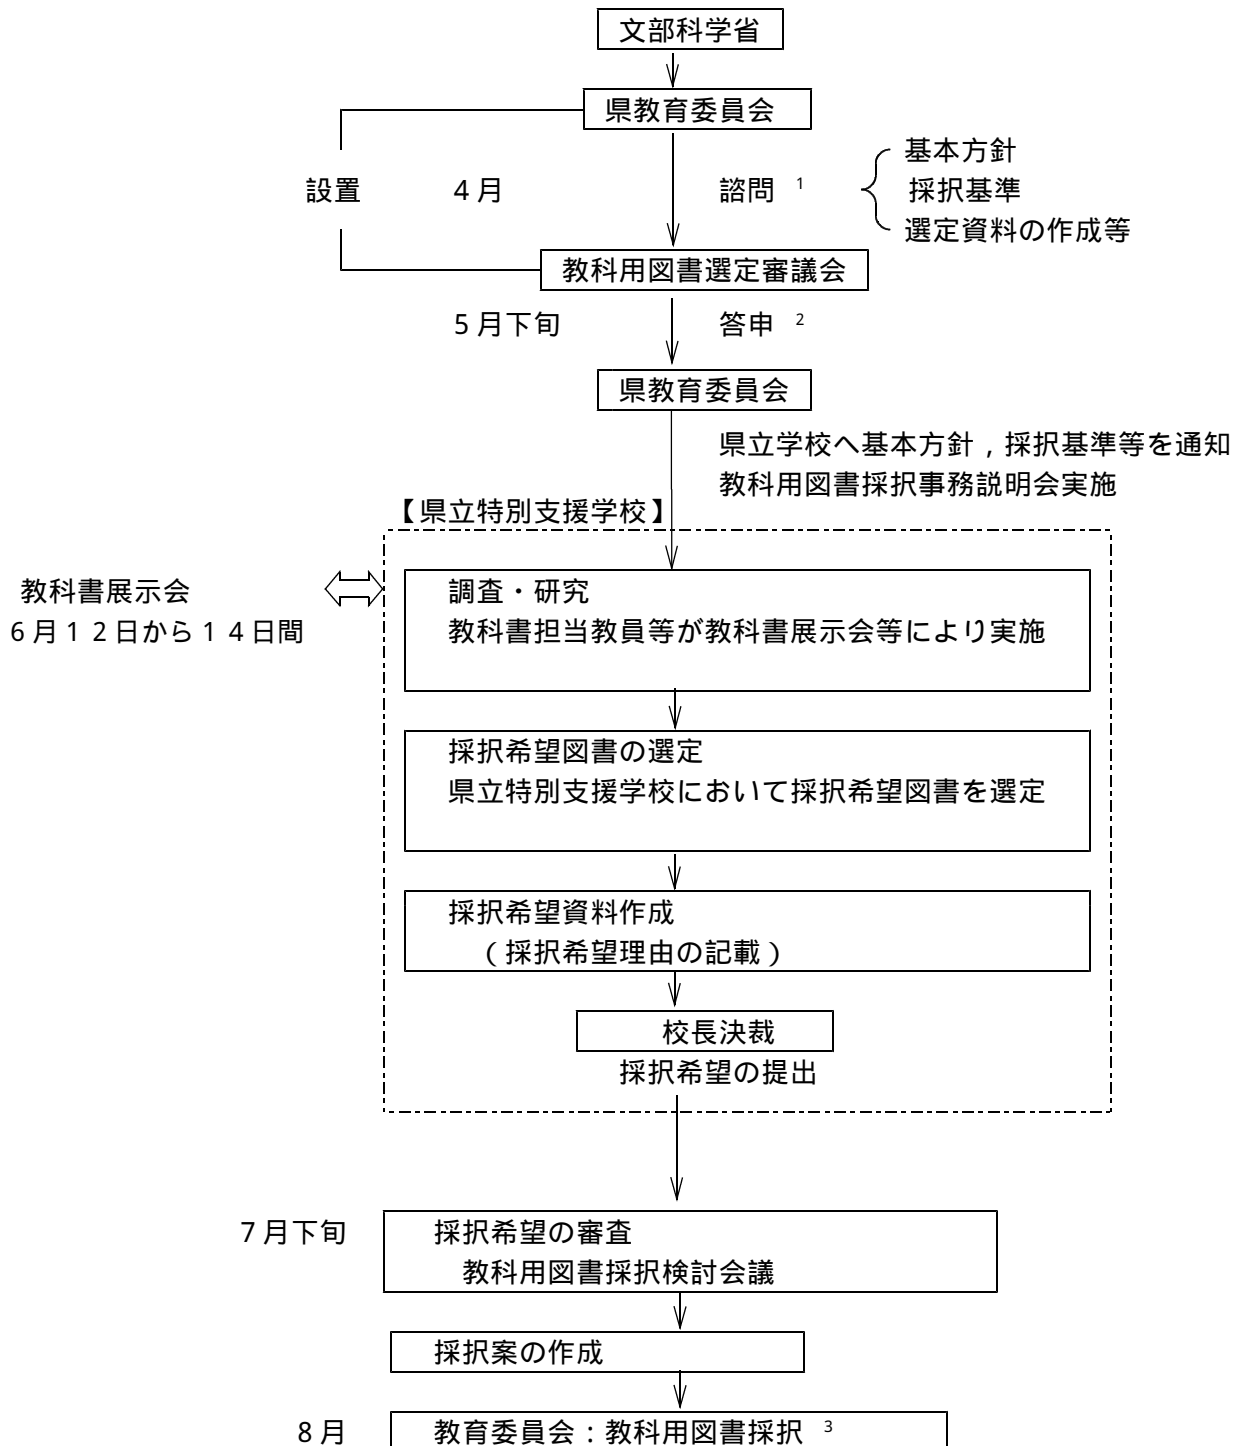 文部科学省
県教育委員会
設置 4月 諮問 1
基本方針
採択基準
選定資料の作成等
教科用図書選定審議会
5月下旬 答申 2
県教育委員会
県立学校へ基本方針，採択基準等を通知
教科用図書採択事務説明会実施
【県立特別支援学校】
教科書展示会
6月12日から14日間
調査・研究
教科書担当教員等が教科書展示会等により実施
採択希望図書の選定
県立特別支援学校において採択希望図書を選定
採択希望資料作成
（採択希望理由の記載）
校長決裁
採択希望の提出
7月下旬 採択希望の審査
教科用図書採択検討会議
採択案の作成
8月 教育委員会：教科用図書採択 3